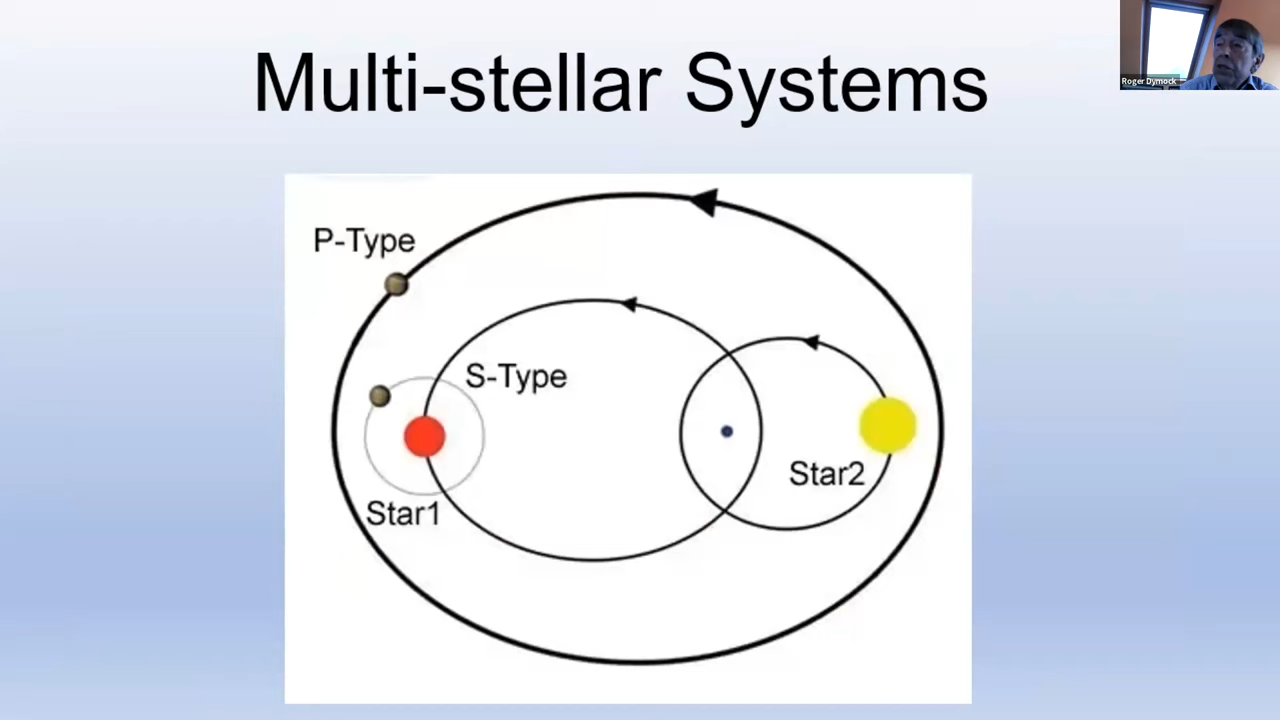 Multi-stellar Systems
Roger Dymock
P-Type
S-Type
Star2
Star1